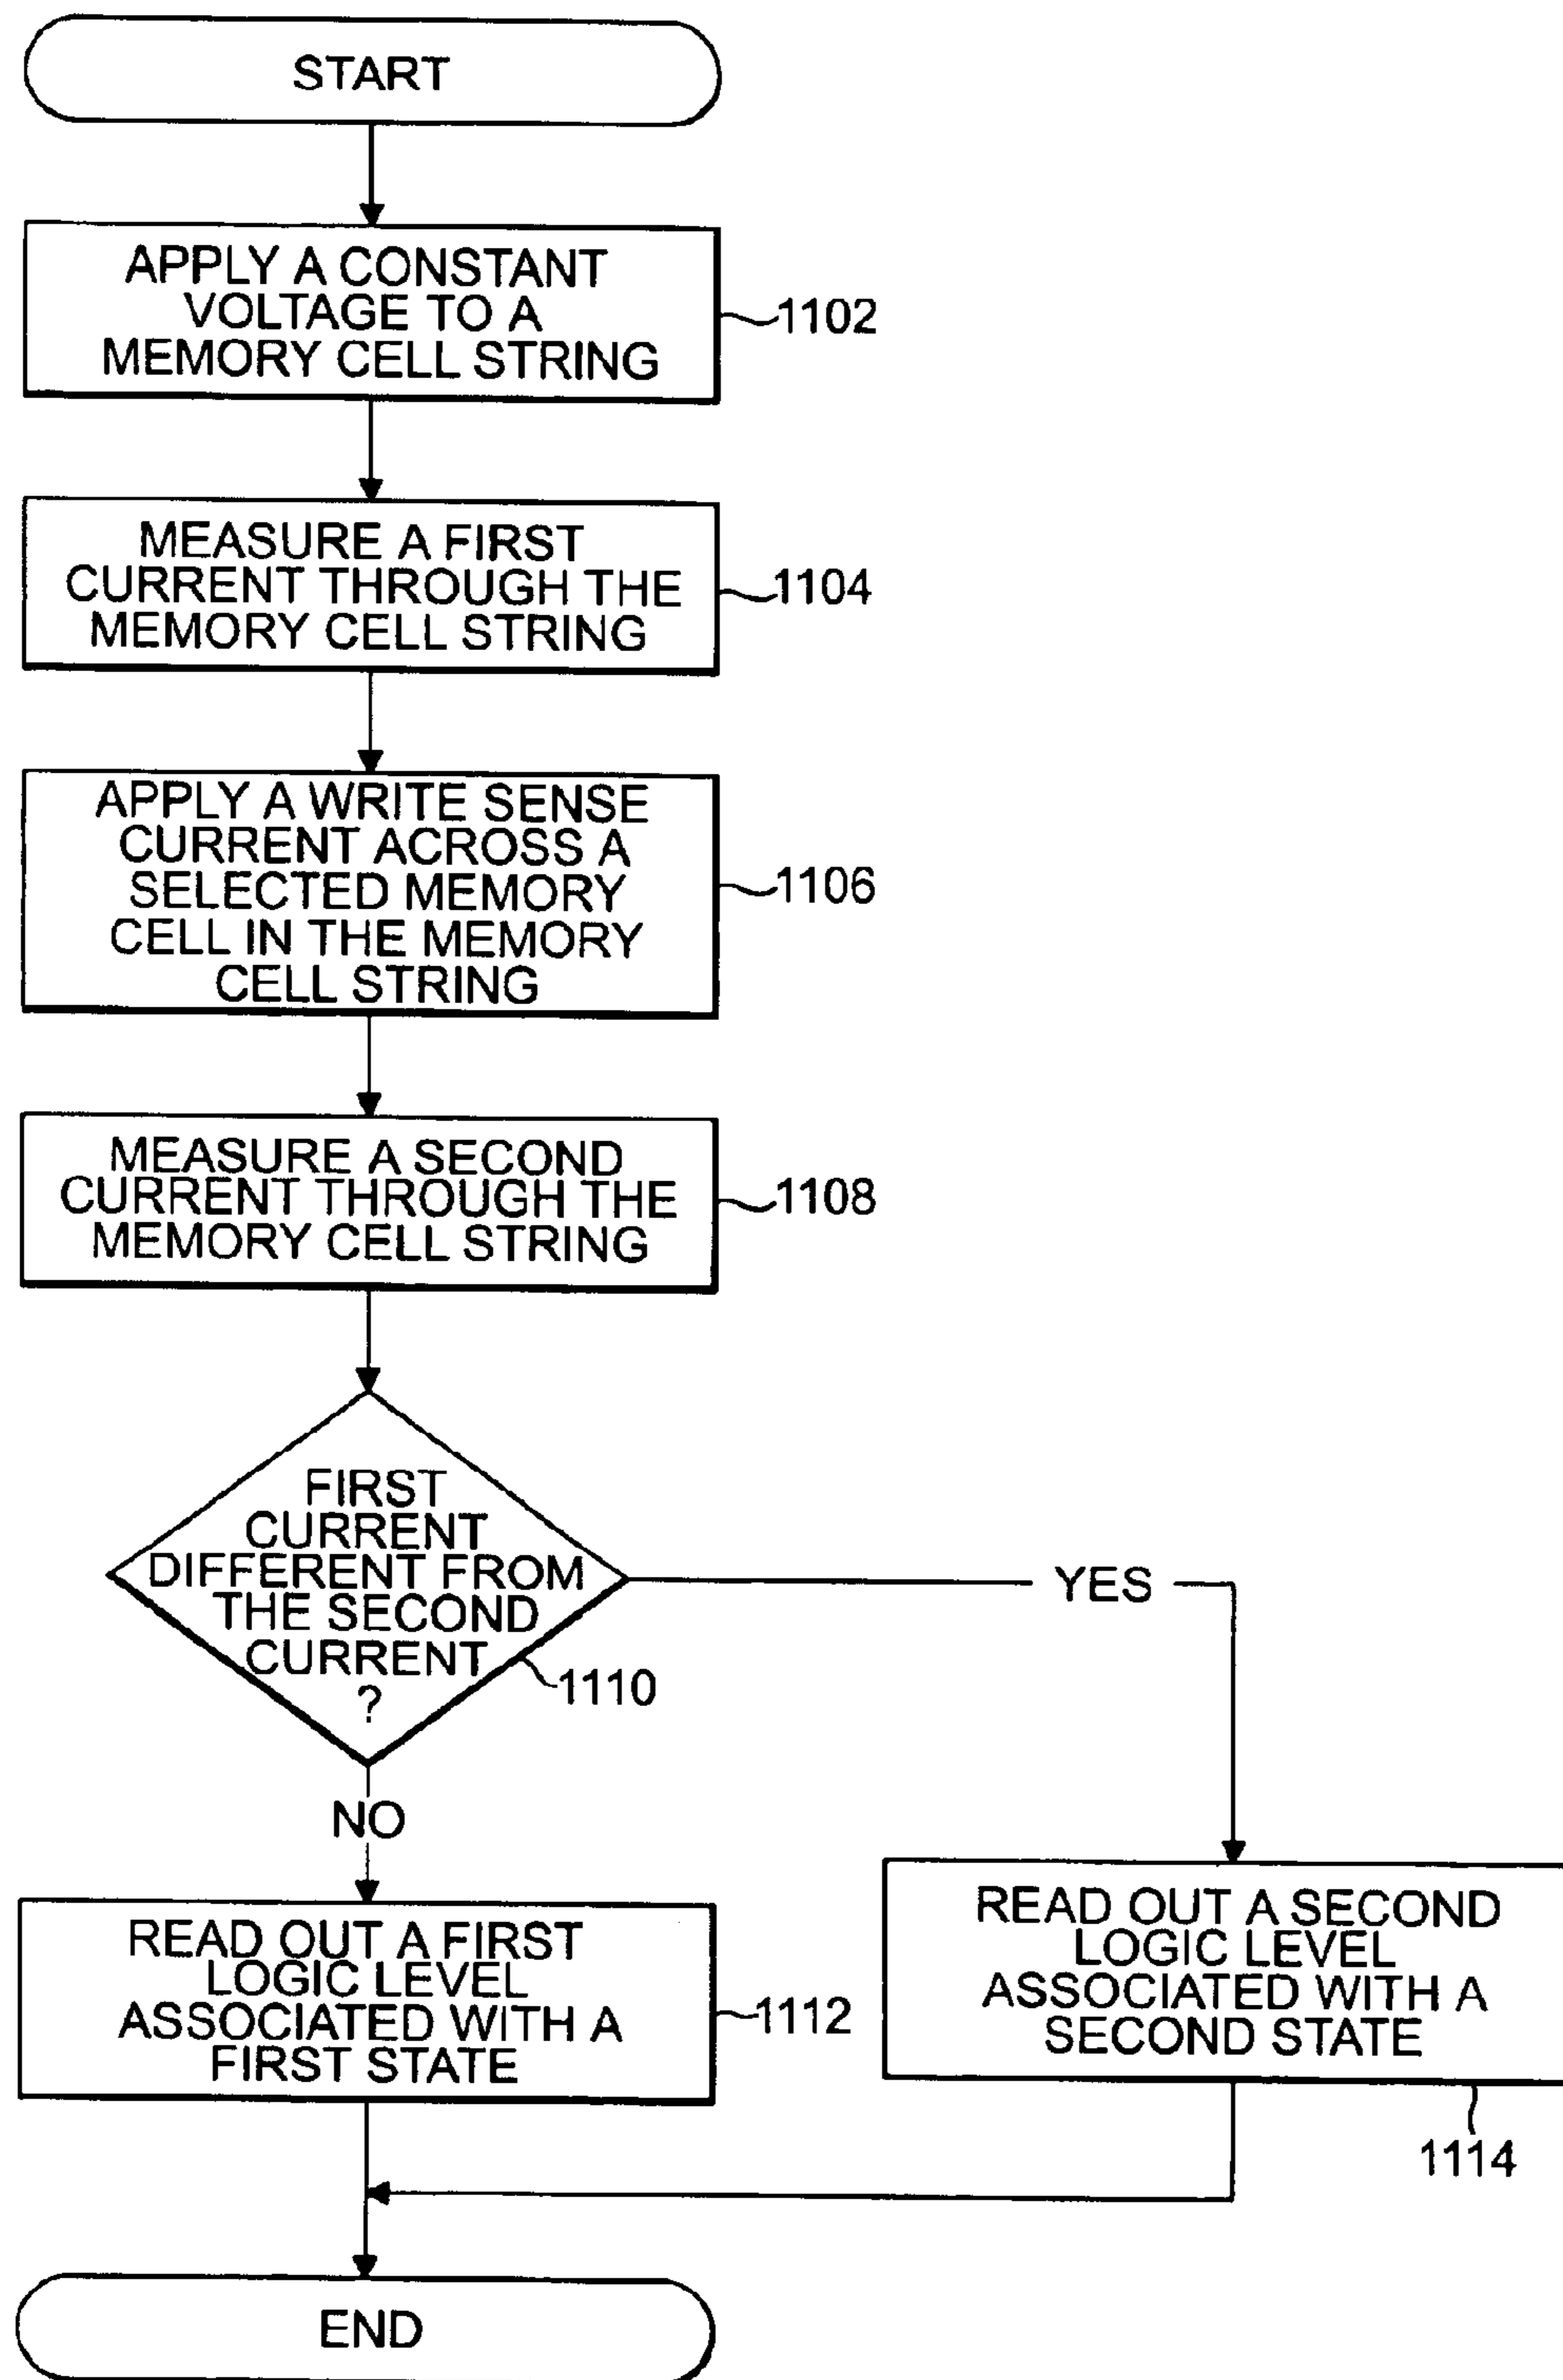 START
APPLY A CONSTANT
VOLTAGE TO A
MEMORY CELL STRING
1102
MEASURE A FIRST
CURRENT THROUGH THE
MEMORY CELL STRING
1104
APPLY A WRITE SENSE
CURRENT ACROSS A
SELECTED MEMORY
CELL IN THE MEMORY
CELL STRING
1106
MEASURE A SECOND
CURRENT THROUGH THE
MEMORY CELL STRING
1108
FIRST
CURRENT
DIFFERENT FROM
THE SECOND
CURRENT
?
1110
YES
NO
READ OUT A FIRST
LOGIC LEVEL
ASSOCIATED WITH A
FIRST STATE
1112
READ OUT A SECOND
LOGIC LEVEL
ASSOCIATED WITH A
SECOND STATE
1114
END